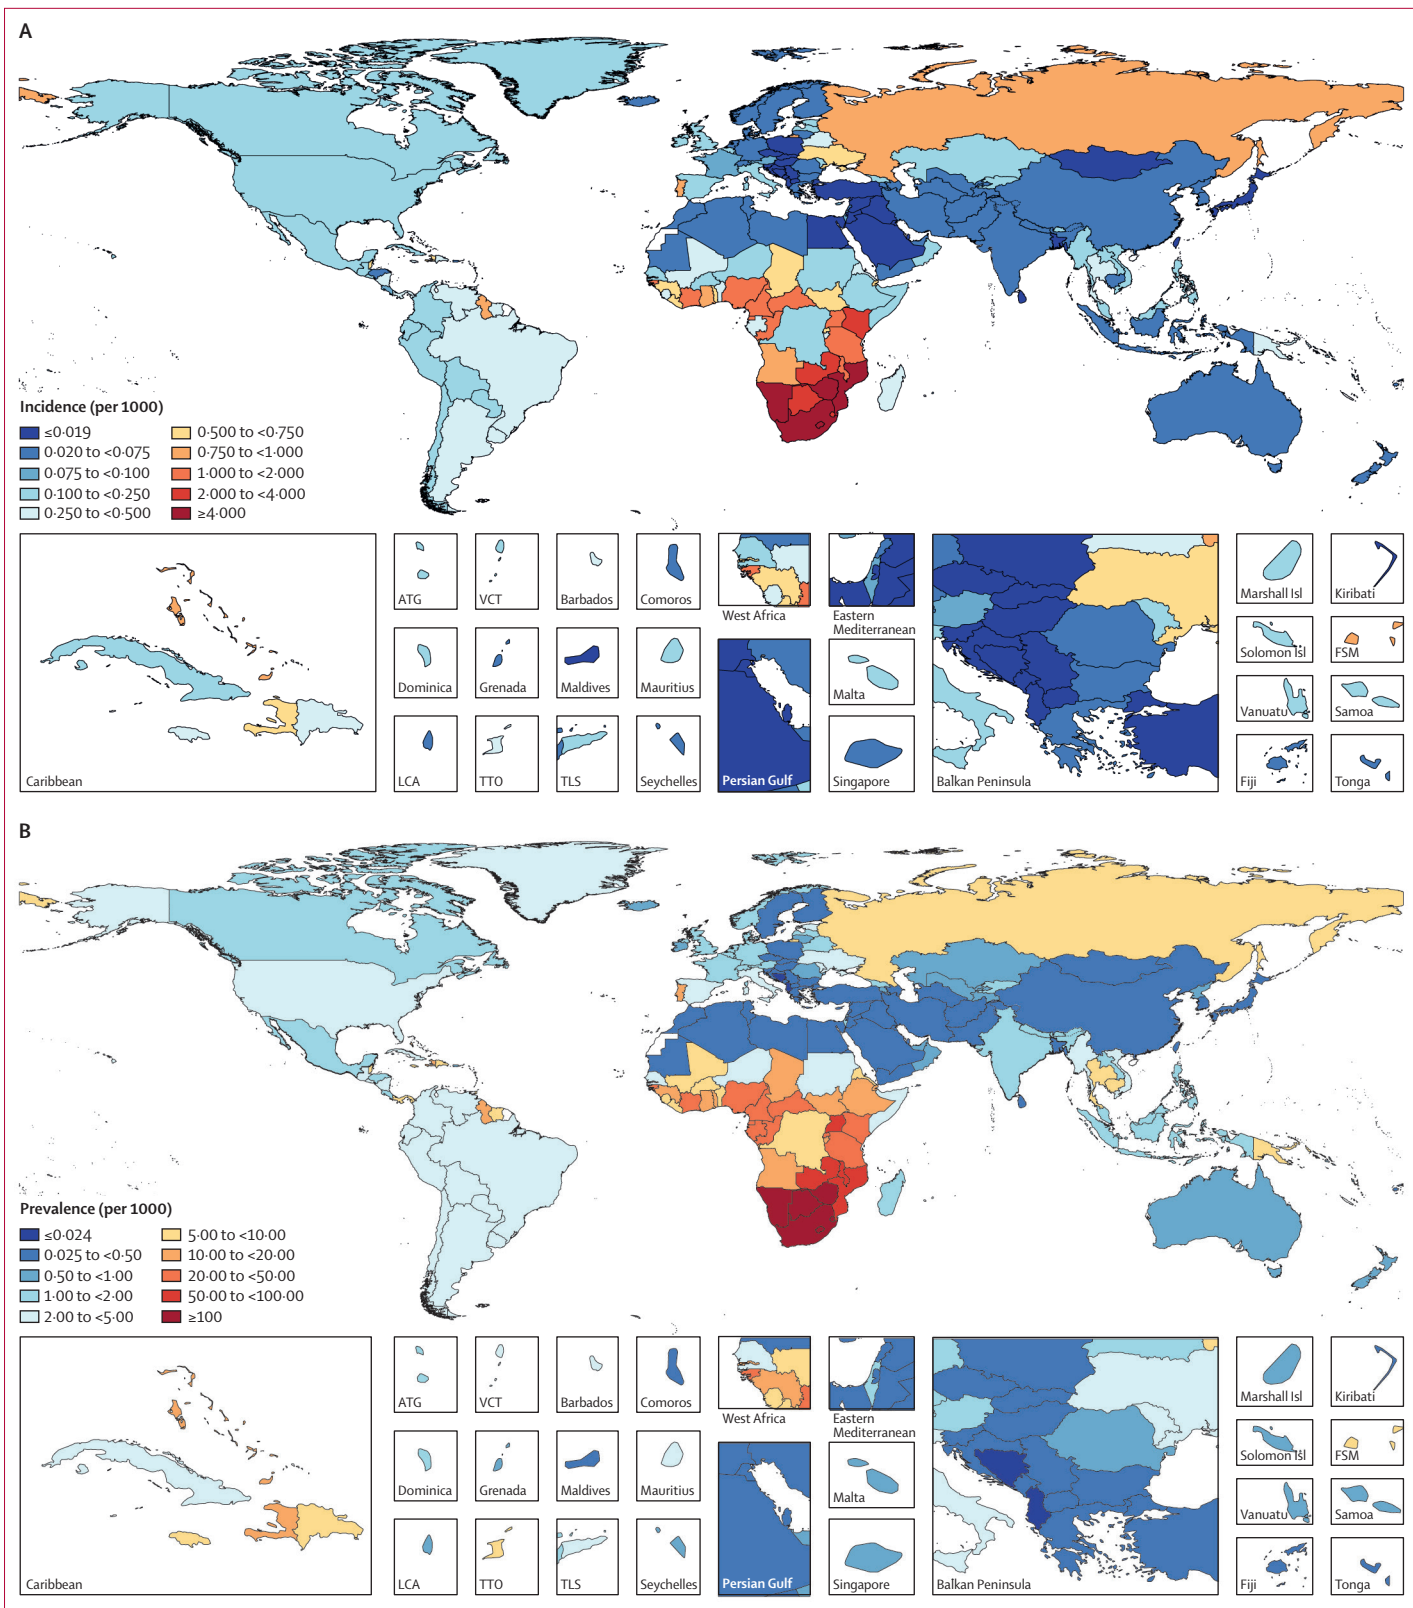 A
Incidence (per 1000)
≤0·019
0·020 to <0·075
0·075 to <0·100
0·100 to <0·250
0·250 to <0·500
0·500 to <0·750
0·750 to <1·000
1·000 to <2·000
2·000 to <4·000
≥4·000
Caribbean
ATG
VCT
Barbados
Comoros
West Africa
Eastern
Mediterranean
Dominica
Grenada
Maldives
Mauritius
LCA
TTO
TLS
Seychelles
Persian Gulf
Malta
Singapore
Balkan Peninsula
Marshall Isl
Kiribati
Solomon Isl
FSM
Vanuatu
Samoa
Fiji
Tonga
B
Prevalence (per 1000)
≤0·024
0·025 to <0·50
0·50 to <1·00
1·00 to <2·00
2·00 to <5·00
5·00 to <10·00
10·00 to <20·00
20·00 to <50·00
50·00 to <100·00
≥100
Caribbean
ATG
VCT
Barbados
Comoros
West Africa
Eastern
Mediterranean
Dominica
Grenada
Maldives
Mauritius
LCA
TTO
TLS
Seychelles
Persian Gulf
Malta
Singapore
Balkan Peninsula
Marshall Isl
Kiribati
Solomon Isl
FSM
Vanuatu
Samoa
Fiji
Tonga